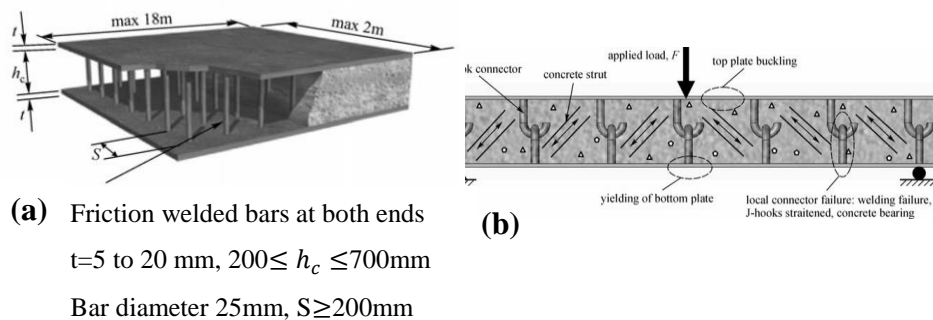 max 18m
max 2m
t
h_c
t
S
(a) Friction welded bars at both ends
t=5 to 20 mm, 200≤ h_c ≤700mm
Bar diameter 25mm, S≥200mm
applied load, F
top plate buckling
ok connector
concrete strut
yielding of bottom plate
local connector failure: welding failure,
J-hooks straitened, concrete bearing
(b)